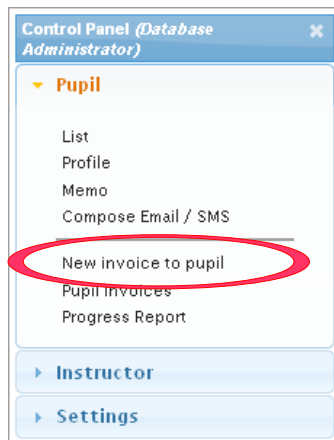 Control Panel (Database
Administrator)
Pupil
List
Profile
Memo
Compose Email / SMS
New invoice to pupil
Pupil Invoices
Progress Report
Instructor
Settings